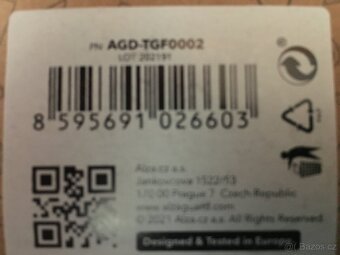 PN: AGD-TGF0002
LOT: 202191
8 595691 026603
Alza.cz a.s.
Jankovcova 1522/53
170 00 Prague 7 Czech Republic
www.alzaguard.com
© 2021 Alza.cz a.s. All Rights Reserved
Designed & Tested in Europe
bazos.cz